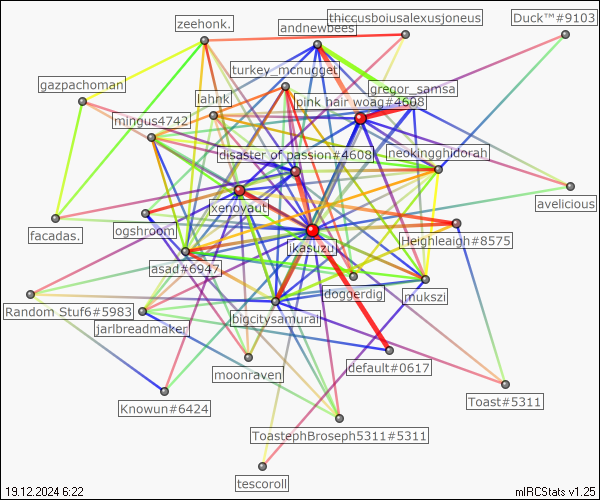 zeehonk.
andnewbees
thiccusboiusalexusjoneus
Duck™#9103
turkey_mcnugget
gazpachoman
gregor_samsa
lahnk
pink hair woag#4608
mingus4742
disaster of passion#4608
neokingghidorah
xenovaut
avelicious
facadas.
ogshroom
ikasuzu
Heighleigh#8575
asad#6947
doggerdig
mukszi
Random Stuf6#5983
jarlbreadmaker
bigcitysamurai
moonraven
default#0617
Knowun#6424
Toast#5311
ToastephBroseph5311#5311
tescoroll
19.12.2024 6:22
mIRCStats v1.25